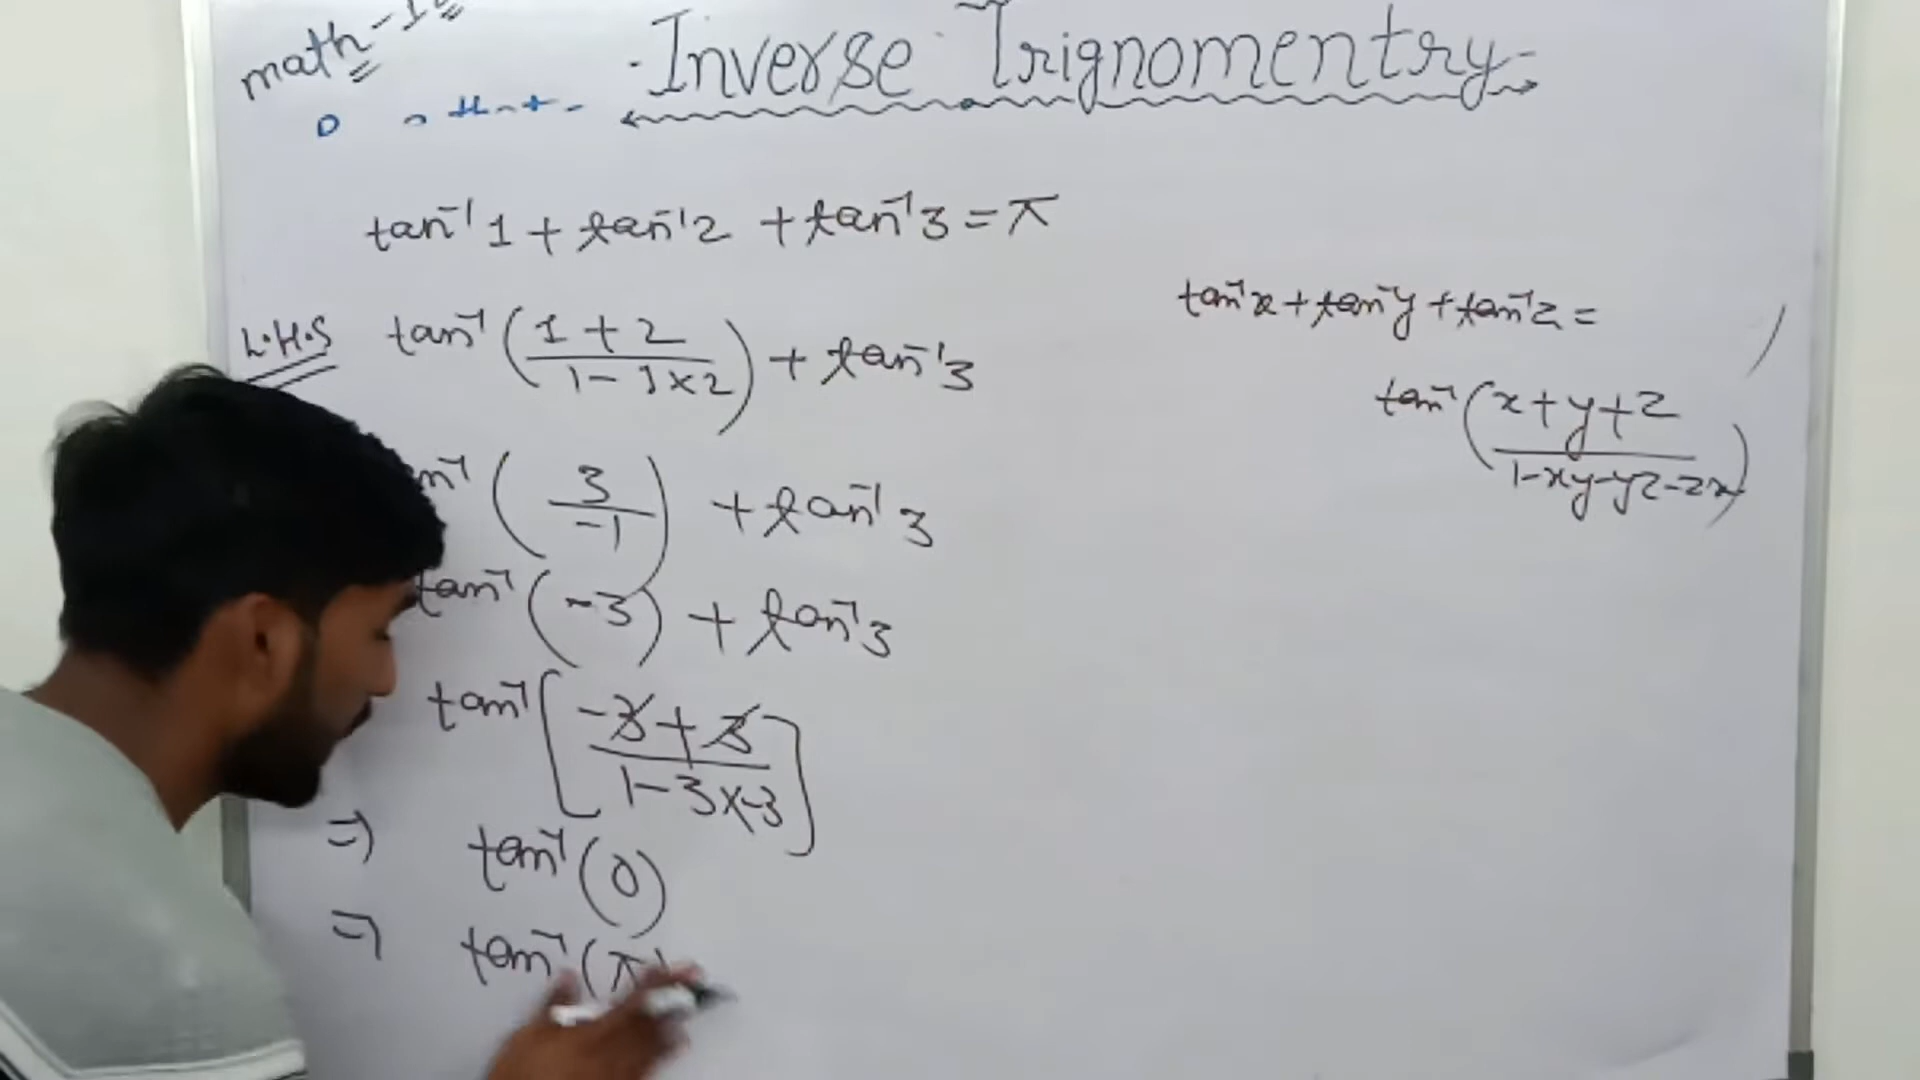 math-12
Inverse Trignomentry
tan⁻¹1 + tan⁻¹2 + tan⁻¹3 = π
L.H.S tan⁻¹(1+2/1-1×2) + tan⁻¹3
tan⁻¹(3/-1) + tan⁻¹3
tan⁻¹(-3) + tan⁻¹3
tan⁻¹[-3+3/1-3×-3]
⇒ tan⁻¹(0)
⇒ tan⁻¹(π)
tan⁻¹x + tan⁻¹y + tan⁻¹z =
tan⁻¹(x+y+z/1-xy-yz-zx)